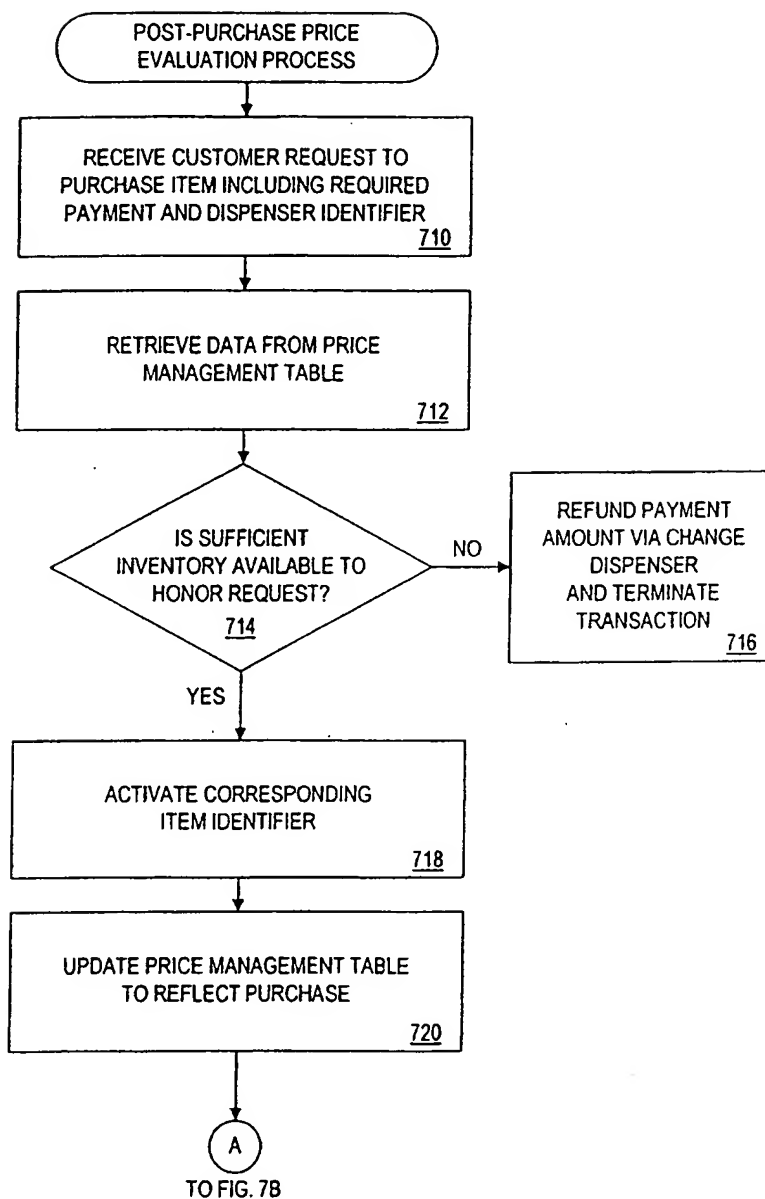 POST-PURCHASE PRICE
EVALUATION PROCESS
RECEIVE CUSTOMER REQUEST TO
PURCHASE ITEM INCLUDING REQUIRED
PAYMENT AND DISPENSER IDENTIFIER
710
RETRIEVE DATA FROM PRICE
MANAGEMENT TABLE
712
IS SUFFICIENT
INVENTORY AVAILABLE TO
HONOR REQUEST?
714
NO
REFUND PAYMENT
AMOUNT VIA CHANGE
DISPENSER
AND TERMINATE
TRANSACTION
716
YES
ACTIVATE CORRESPONDING
ITEM IDENTIFIER
718
UPDATE PRICE MANAGEMENT TABLE
TO REFLECT PURCHASE
720
A
TO FIG. 7B